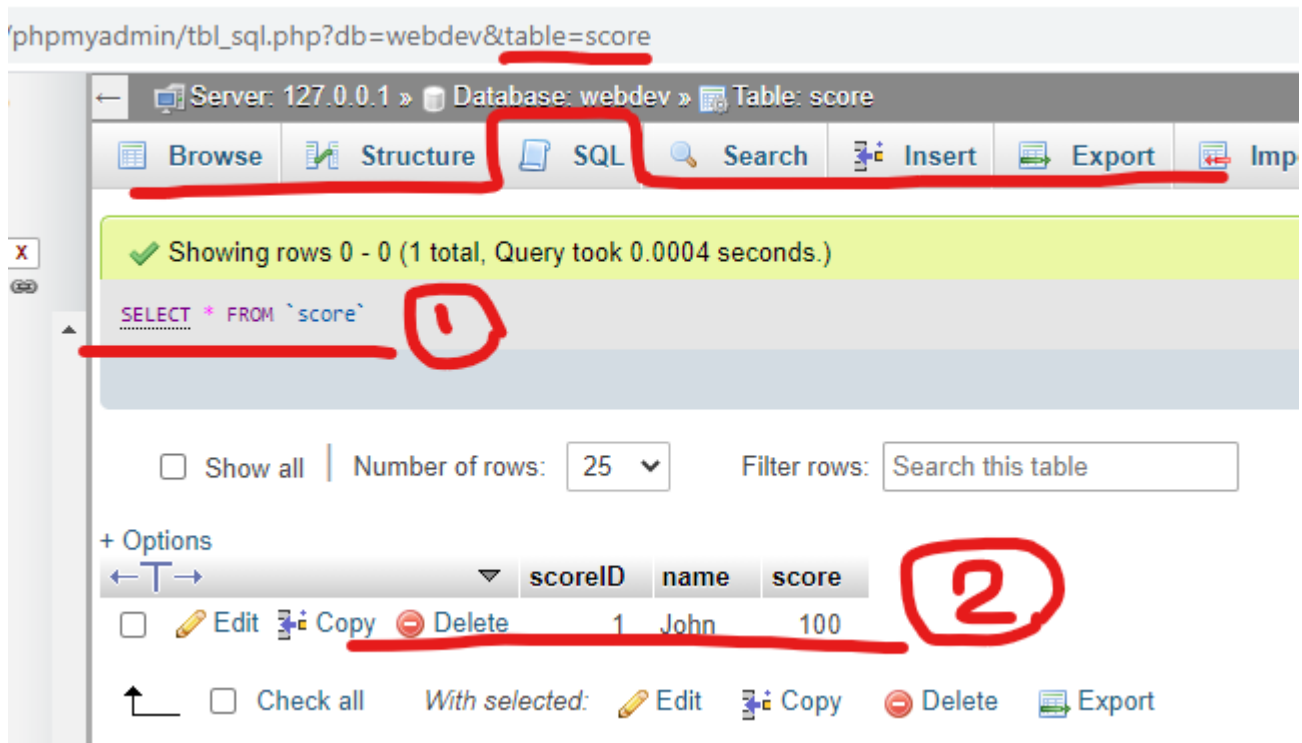 /phpmyadmin/tbl_sql.php?db=webdev&table=score
← Server: 127.0.0.1 » Database: webdev » Table: score
Browse Structure SQL Search Insert Export Imp
x
Showing rows 0 - 0 (1 total, Query took 0.0004 seconds.)
SELECT * FROM `score`
1
Show all | Number of rows: 25 Filter rows: Search this table
+ Options
←T→ scoreID name score
2
Edit Copy Delete 1 John 100
Check all With selected: Edit Copy Delete Export